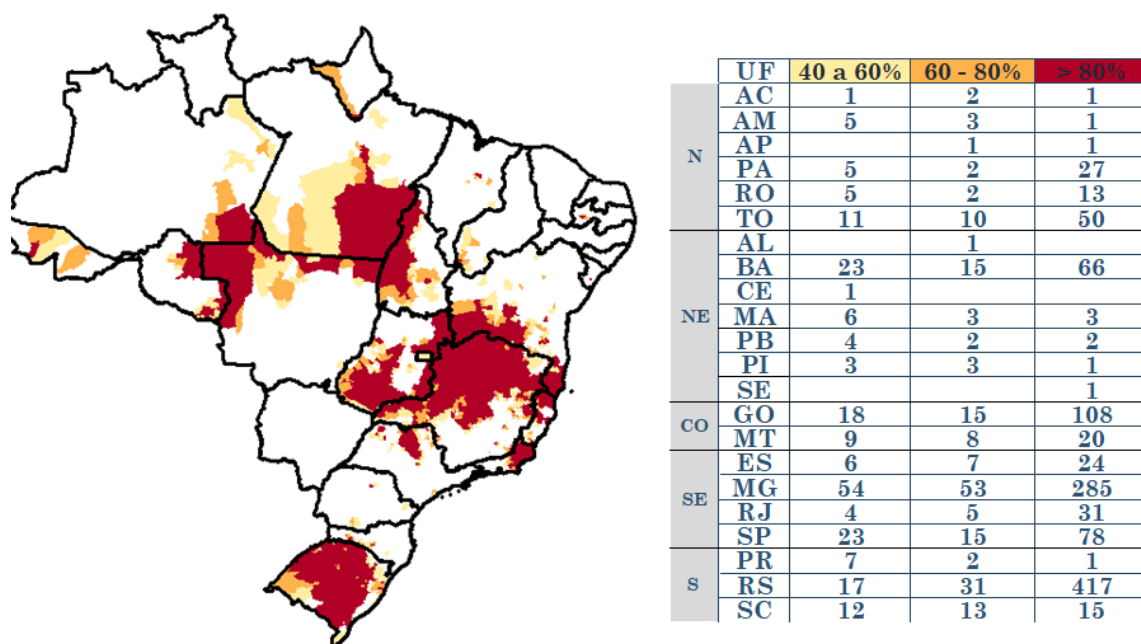 UF 40 a 60% 60 - 80% > 80%
N
AC 1 2 1
AM 5 3 1
AP 1 1
PA 5 2 27
RO 5 2 13
TO 11 10 50
NE
AL 1
BA 23 15 66
CE 1
MA 6 3 3
PB 4 2 2
PI 3 3 1
SE 1
CO
GO 18 15 108
MT 9 8 20
SE
ES 6 7 24
MG 54 53 285
RJ 4 5 31
SP 23 15 78
S
PR 7 2 1
RS 17 31 417
SC 12 13 15